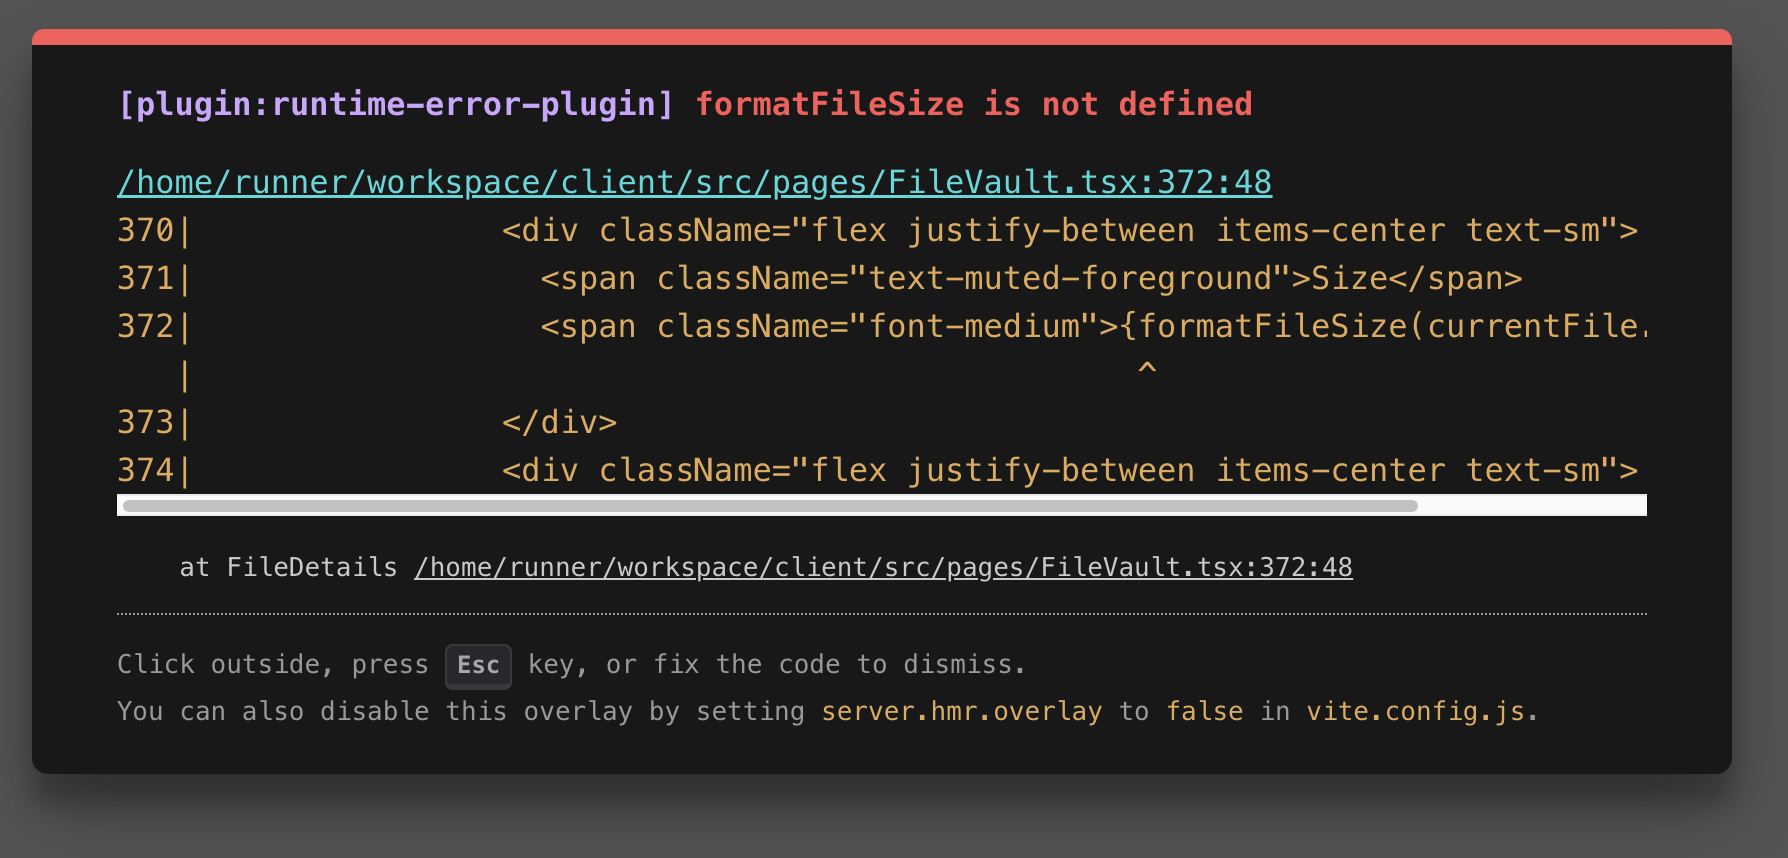 [plugin:runtime-error-plugin] formatFileSize is not defined
/home/runner/workspace/client/src/pages/FileVault.tsx:372:48
370|                <div className="flex justify-between items-center text-sm">
371|                  <span className="text-muted-foreground">Size</span>
372|                  <span className="font-medium">{formatFileSize(currentFile.
   |                                                 ^
373|                </div>
374|                <div className="flex justify-between items-center text-sm">
at FileDetails /home/runner/workspace/client/src/pages/FileVault.tsx:372:48
Click outside, press Esc key, or fix the code to dismiss.
You can also disable this overlay by setting server.hmr.overlay to false in vite.config.js.